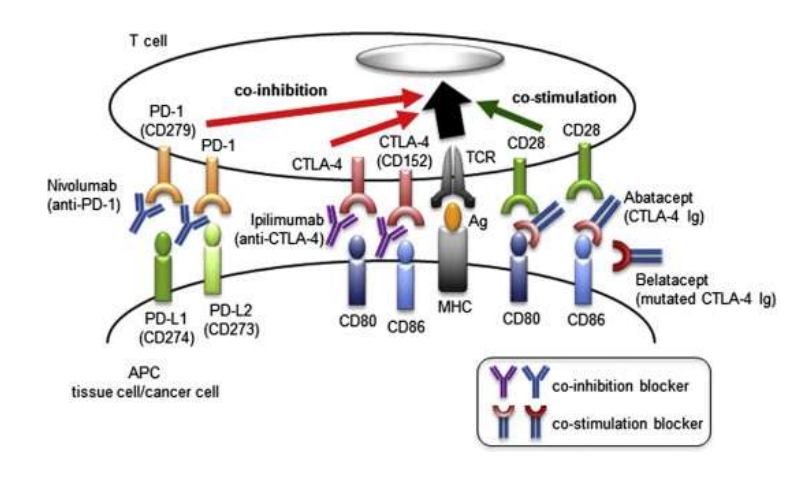 T cell
co-inhibition
co-stimulation
PD-1
(CD279)
PD-1
CTLA-4
CTLA-4
(CD152)
TCR
CD28
CD28
Nivolumab
(anti-PD-1)
Ipilimumab
(anti-CTLA-4)
Ag
Abatacept
(CTLA-4 Ig)
Belatacept
(mutated CTLA-4 Ig)
PD-L1
(CD274)
PD-L2
(CD273)
CD80
CD86
MHC
CD80
CD86
APC
tissue cell/cancer cell
co-inhibition blocker
co-stimulation blocker